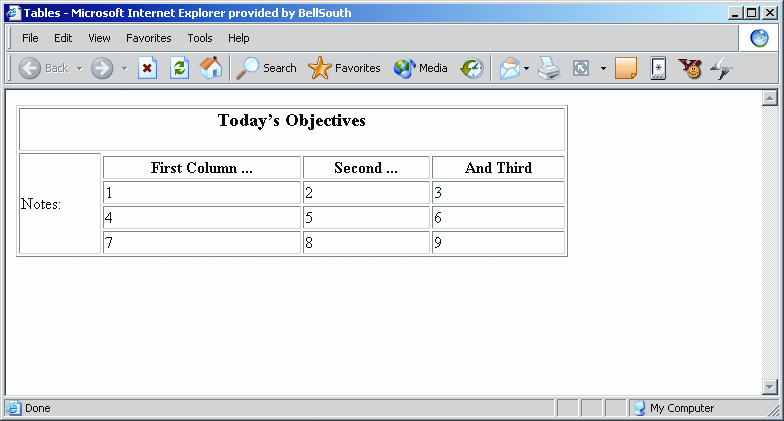 Tables - Microsoft Internet Explorer provided by BellSouth
File Edit View Favorites Tools Help
Back Search Favorites Media
Today's Objectives
First Column ... Second ... And Third
Notes:
1 2 3
4 5 6
7 8 9
Done My Computer